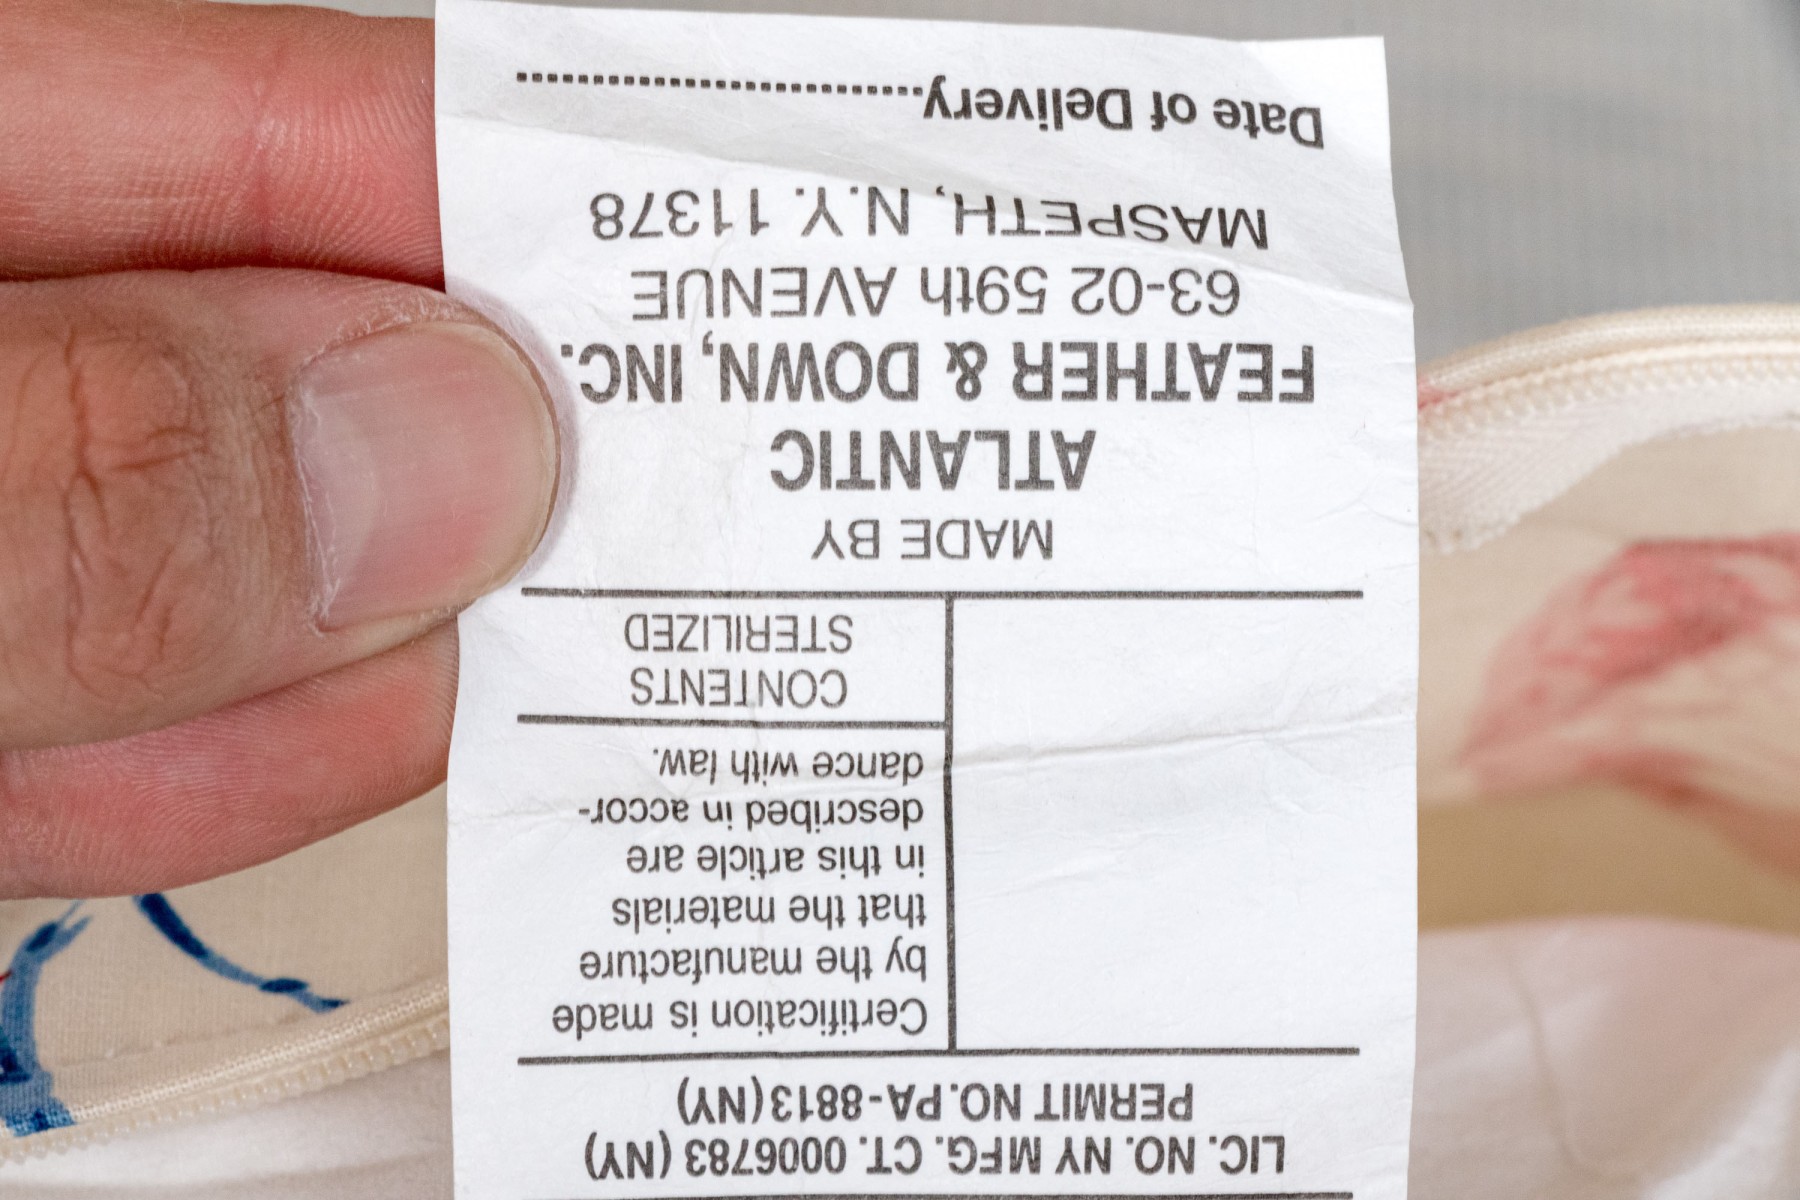 LIC. NO. NY MFG. CT. 0006783 (NY)
PERMIT NO. PA-8813 (NY)
Certification is made
by the manufacture
that the materials
in this article are
described in accor-
dance with law.
CONTENTS
STERILIZED
MADE BY
ATLANTIC
FEATHER & DOWN, INC.
63-02 59th AVENUE
MASPETH, N.Y. 11378
Date of Delivery..............................